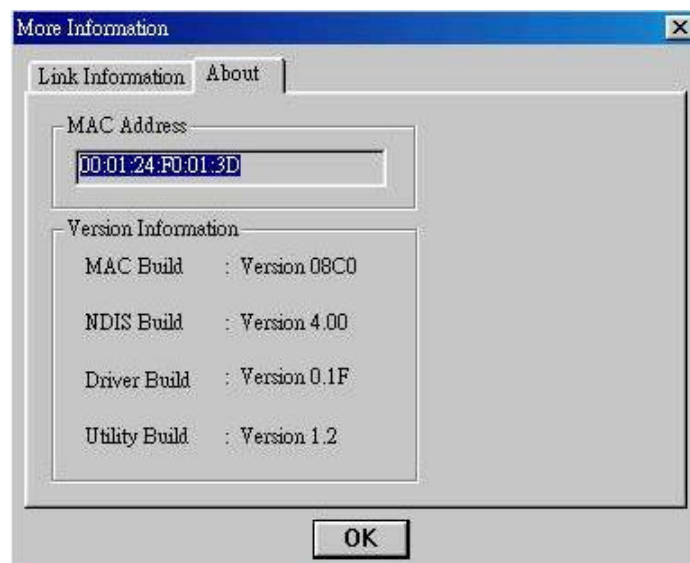 More Information
Link Information About
MAC Address
00:01:24:F0:01:3D
Version Information
MAC Build : Version 08C0
NDIS Build : Version 4.00
Driver Build : Version 0.1F
Utility Build : Version 1.2
OK